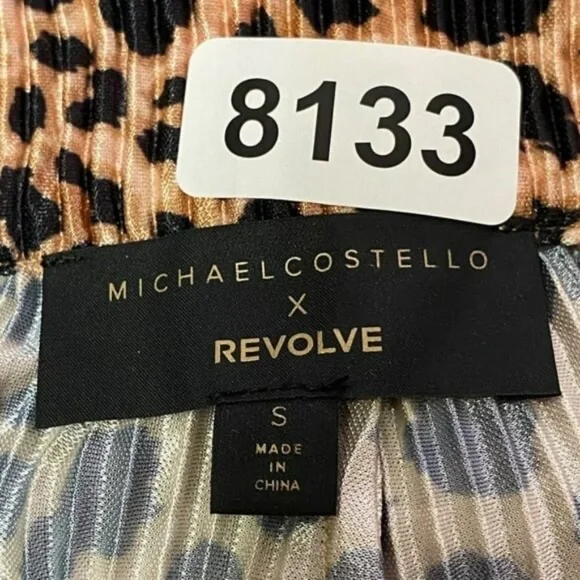 8133
MICHAELCOSTELLO
X
REVOLVE
S
MADE
IN
CHINA